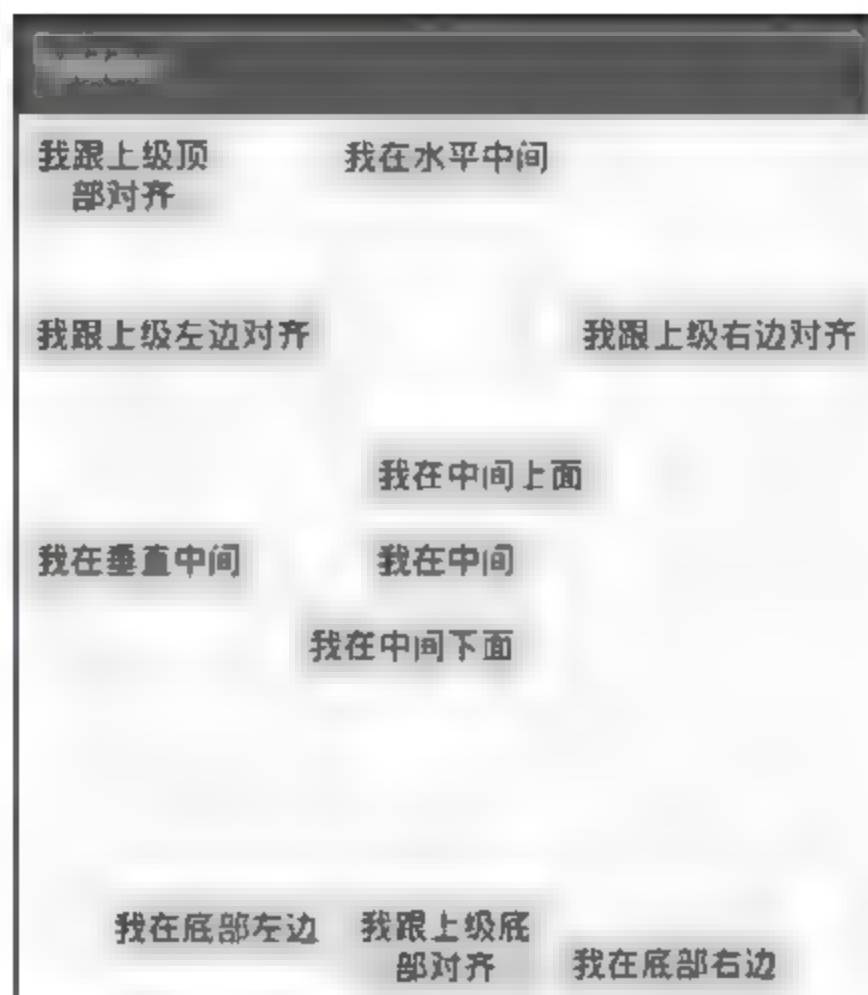 我跟上级顶
部对齐
我在水平中间
我跟上级左边对齐
我跟上级右边对齐
我在中间上面
我在垂直中间
我在中间
我在中间下面
我在底部左边
我跟上级底
部对齐
我在底部右边